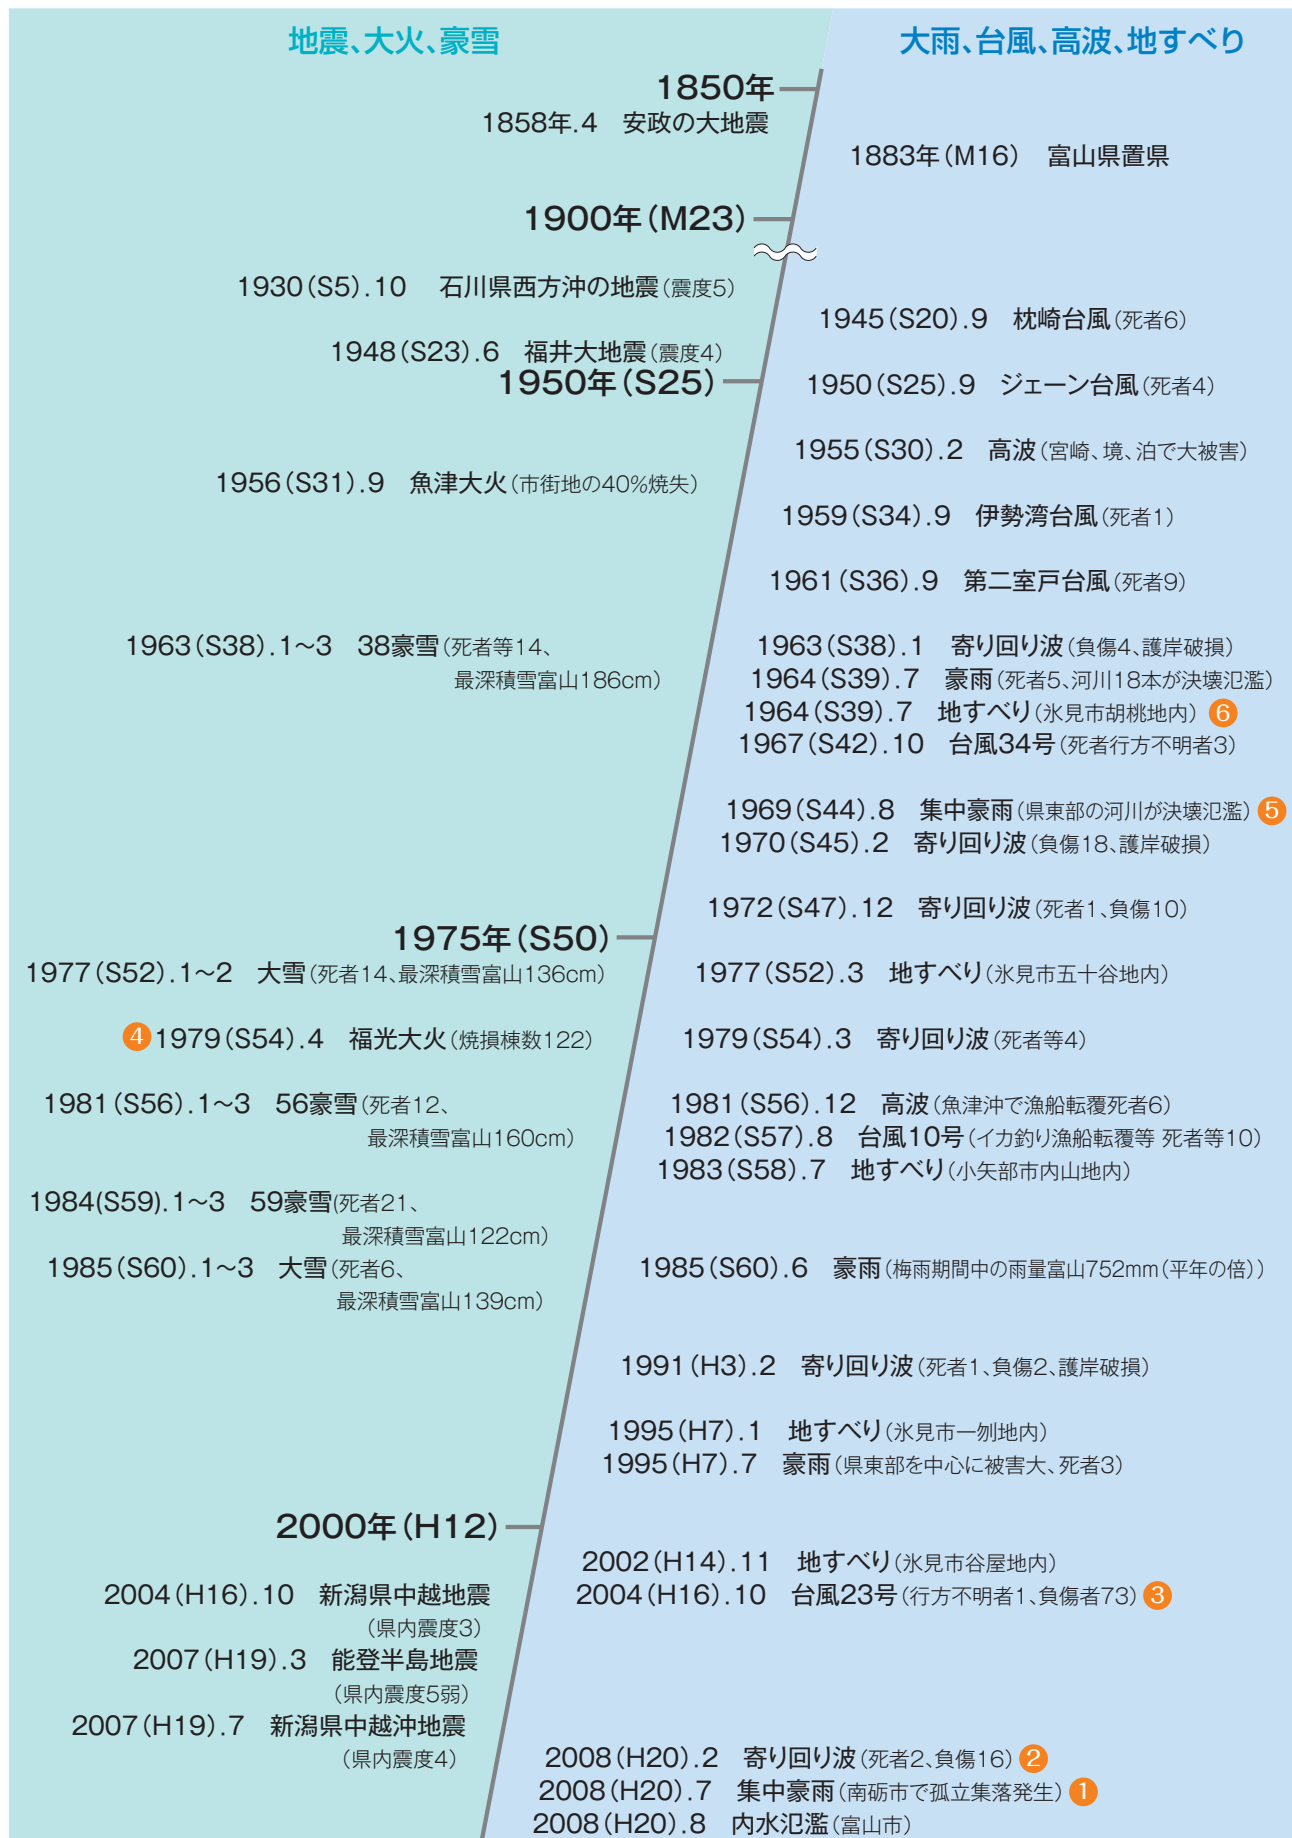 地震、大火、豪雪
1850年
1858年.4 安政の大地震
1900年(M23)
1930(S5).10 石川県西方沖の地震(震度5)
1948(S23).6 福井大地震(震度4)
1950年(S25)
1956(S31).9 魚津大火(市街地の40%焼失)
1963(S38).1〜3 38豪雪(死者等14、
最深積雪富山186cm)
1975年(S50)
1977(S52).1〜2 大雪(死者14、最深積雪富山136cm)
4 1979(S54).4 福光大火(焼損棟数122)
1981(S56).1〜3 56豪雪(死者12、
最深積雪富山160cm)
1984(S59).1〜3 59豪雪(死者21、
最深積雪富山122cm)
1985(S60).1〜3 大雪(死者6、
最深積雪富山139cm)
2000年(H12)
2004(H16).10 新潟県中越地震
(県内震度3)
2007(H19).3 能登半島地震
(県内震度5弱)
2007(H19).7 新潟県中越沖地震
(県内震度4)
大雨、台風、高波、地すべり
1883年(M16) 富山県置県
1945(S20).9 枕崎台風(死者6)
1950(S25).9 ジェーン台風(死者4)
1955(S30).2 高波(宮崎、境、泊で大被害)
1959(S34).9 伊勢湾台風(死者1)
1961(S36).9 第二室戸台風(死者9)
1963(S38).1 寄り回り波(負傷4、護岸破損)
1964(S39).7 豪雨(死者5、河川18本が決壊氾濫)
1964(S39).7 地すべり(氷見市胡桃地内) 6
1967(S42).10 台風34号(死者行方不明者3)
1969(S44).8 集中豪雨(県東部の河川が決壊氾濫) 5
1970(S45).2 寄り回り波(負傷18、護岸破損)
1972(S47).12 寄り回り波(死者1、負傷10)
1977(S52).3 地すべり(氷見市五十谷地内)
1979(S54).3 寄り回り波(死者等4)
1981(S56).12 高波(魚津沖で漁船転覆死者6)
1982(S57).8 台風10号(イカ釣り漁船転覆等 死者等10)
1983(S58).7 地すべり(小矢部市内山地内)
1985(S60).6 豪雨(梅雨期間中の雨量富山752mm(平年の倍))
1991(H3).2 寄り回り波(死者1、負傷2、護岸破損)
1995(H7).1 地すべり(氷見市一刎地内)
1995(H7).7 豪雨(県東部を中心に被害大、死者3)
2002(H14).11 地すべり(氷見市谷屋地内)
2004(H16).10 台風23号(行方不明者1、負傷者73) 3
2008(H20).2 寄り回り波(死者2、負傷16) 2
2008(H20).7 集中豪雨(南砺市で孤立集落発生) 1
2008(H20).8 内水氾濫(富山市)